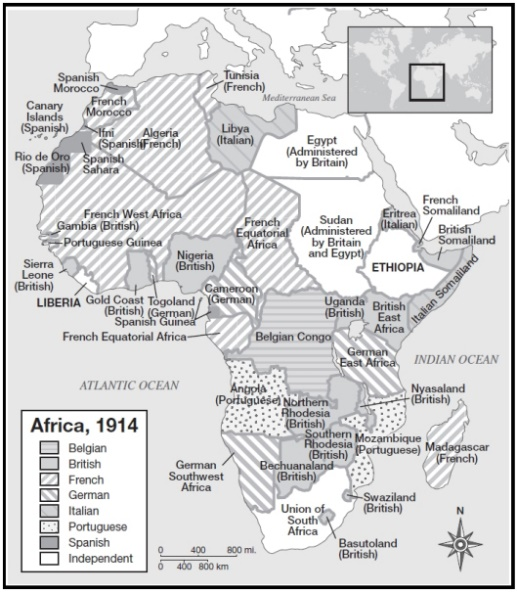 Spanish
Morocco
Tunisia
(French)
Mediterranean Sea
French
Morocco
Canary
Islands
(Spanish)
Ifni
(Spanish)
Algeria
(French)
Libya
(Italian)
Egypt
(Administered
by Britain)
Rio de Oro
(Spanish)
Spanish
Sahara
French West Africa
Gambia (British)
Portuguese Guinea
French
Equatorial
Africa
Sudan
(Administered
by Britain
and Egypt)
Eritrea
(Italian)
French
Somaliland
British
Somaliland
Nigeria
(British)
ETHIOPIA
Italian Somaliland
Sierra
Leone
(British)
LIBERIA
Gold Coast
(British)
Togoland
(German)
Cameroon
(German)
Spanish Guinea
French Equatorial Africa
Uganda
(British)
British
East
Africa
Belgian Congo
German
East Africa
INDIAN OCEAN
ATLANTIC OCEAN
Angola
(Portuguese)
Northern
Rhodesia
(British)
Nyasaland
(British)
Southern
Rhodesia
(British)
Mozambique
(Portuguese)
Madagascar
(French)
German
Southwest
Africa
Bechuanaland
(British)
Swaziland
(British)
Union of
South
Africa
Basutoland
(British)
Africa, 1914
Belgian
British
French
German
Italian
Portuguese
Spanish
Independent
0 400 800 mi.
0 400 800 km
N